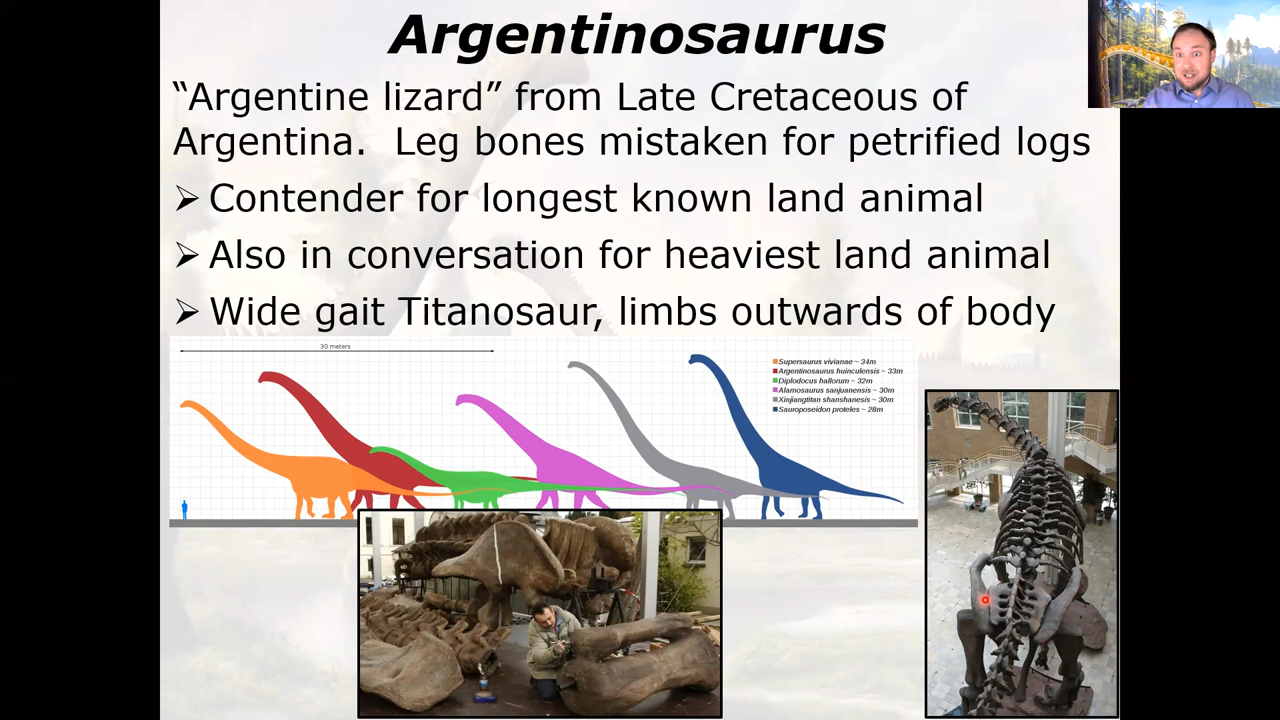 Argentinosaurus
“Argentine lizard” from Late Cretaceous of
Argentina.  Leg bones mistaken for petrified logs
➢ Contender for longest known land animal
➢ Also in conversation for heaviest land animal
➢ Wide gait Titanosaur, limbs outwards of body
30 meters
Supersaurus vivianae ~ 34m
Argentinosaurus huinculensis ~ 33m
Diplodocus hallorum ~ 32m
Alamosaurus sanjuanensis ~ 30m
Xinjiangtitan shanshanesis ~ 30m
Sauroposeidon proteles ~ 28m